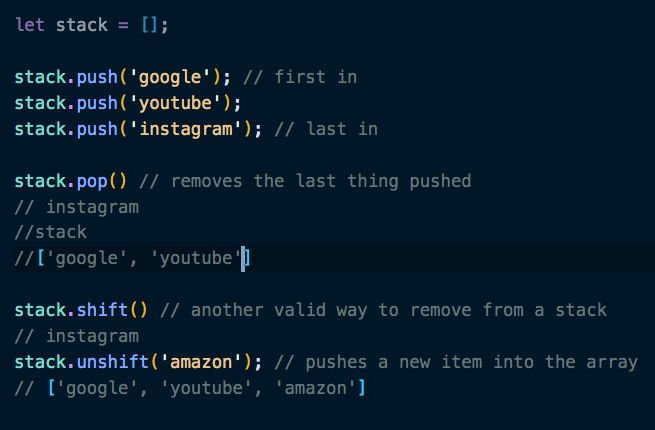 let stack = [];
stack.push('google'); // first in
stack.push('youtube');
stack.push('instagram'); // last in
stack.pop() // removes the last thing pushed
// instagram
//stack
//['google', 'youtube']
stack.shift() // another valid way to remove from a stack
// instagram
stack.unshift('amazon'); // pushes a new item into the array
// ['google', 'youtube', 'amazon']